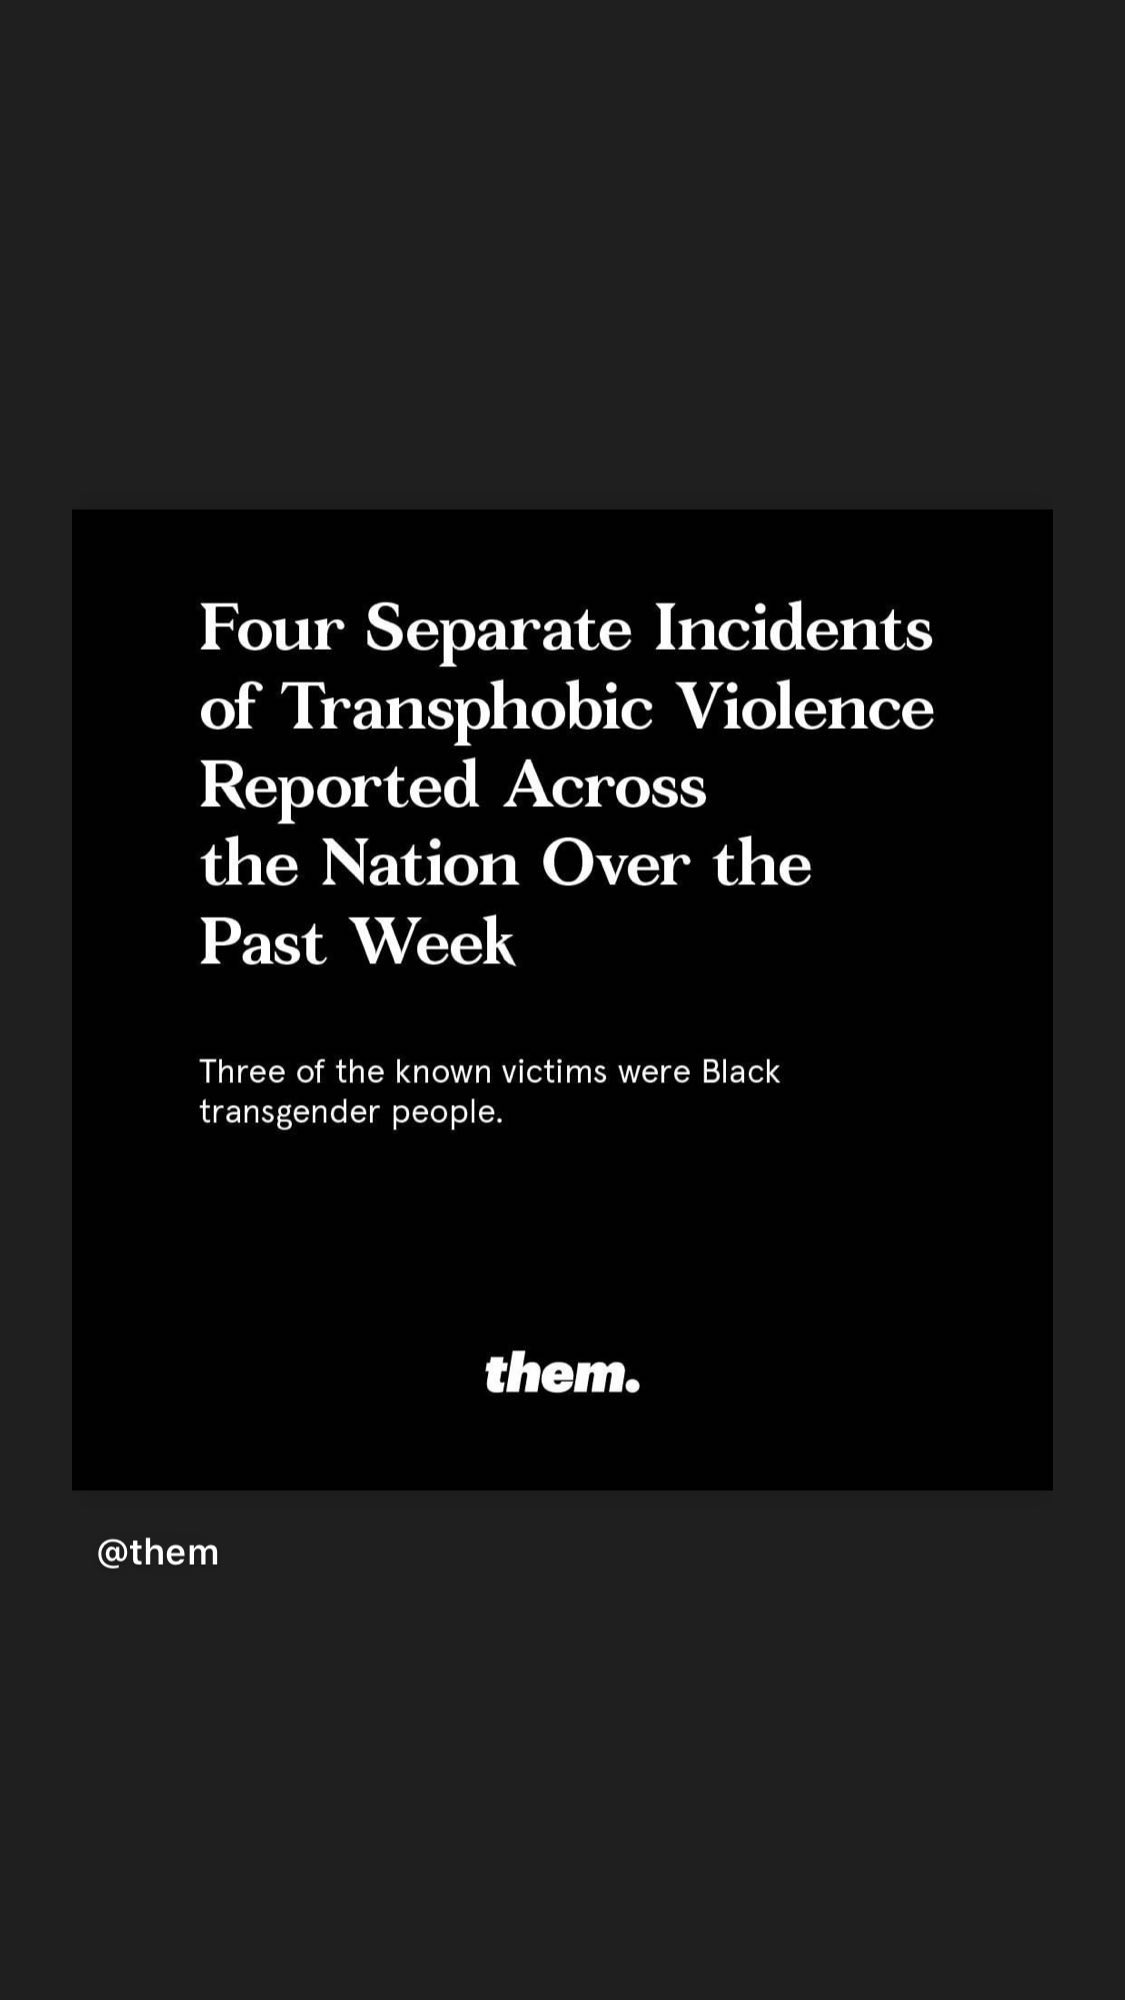 Four Separate Incidents
of Transphobic Violence
Reported Across
the Nation Over the
Past Week
Three of the known victims were Black
transgender people.
them.
@them